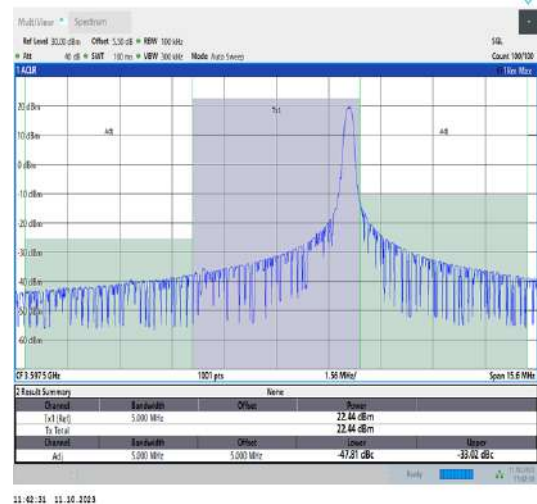 MultiView Spectrum
Ref Level 30.00 dBm Offset 5.50 dB RBW 100 kHz SGL
Att 40 dB SWT 100 ms VBW 300 kHz Mode Auto Sweep Count 100/100
1 ACLR
Tx1
Adj Adj
20 dBm
10 dBm
0 dBm
-10 dBm
-20 dBm
-30 dBm
-40 dBm
-60 dBm
CF 3.5975 GHz 1001 pts 1.56 MHz/ Span 15.6 MHz
2 Result Summary None
Channel Bandwidth Offset Power
Tx1 (Ref) 5.000 MHz 22.44 dBm
Tx Total 22.44 dBm
Channel Bandwidth Offset Lower Upper
Adj 5.000 MHz 5.000 MHz -47.81 dBc -33.02 dBc
Ready
11:42:31 11.10.2023